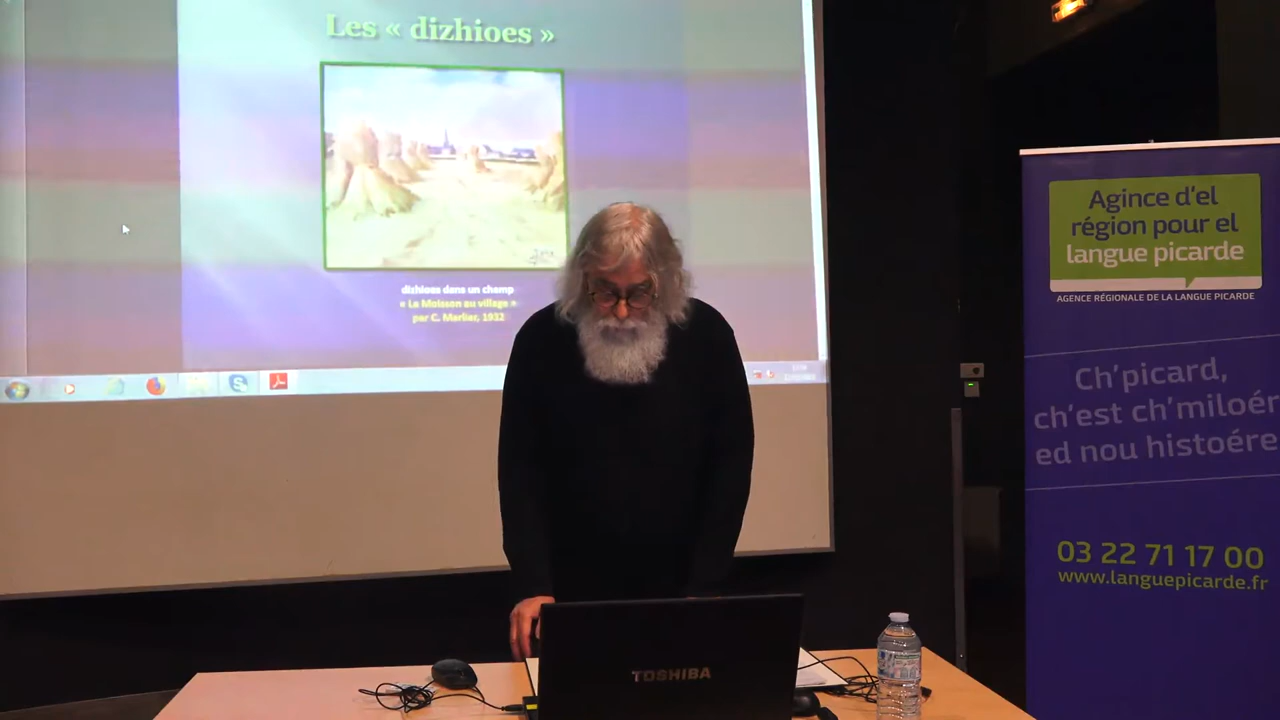 Les « dizhioes »
dizhioes dans un champ
« La Moisson au village »
par C. Marlier, 1932
Agince d'el
région pour el
langue picarde
AGENCE RÉGIONALE DE LA LANGUE PICARDE
Ch'picard,
ch'est ch'miloér
ed nou histoére
03 22 71 17 00
www.languepicarde.fr
TOSHIBA